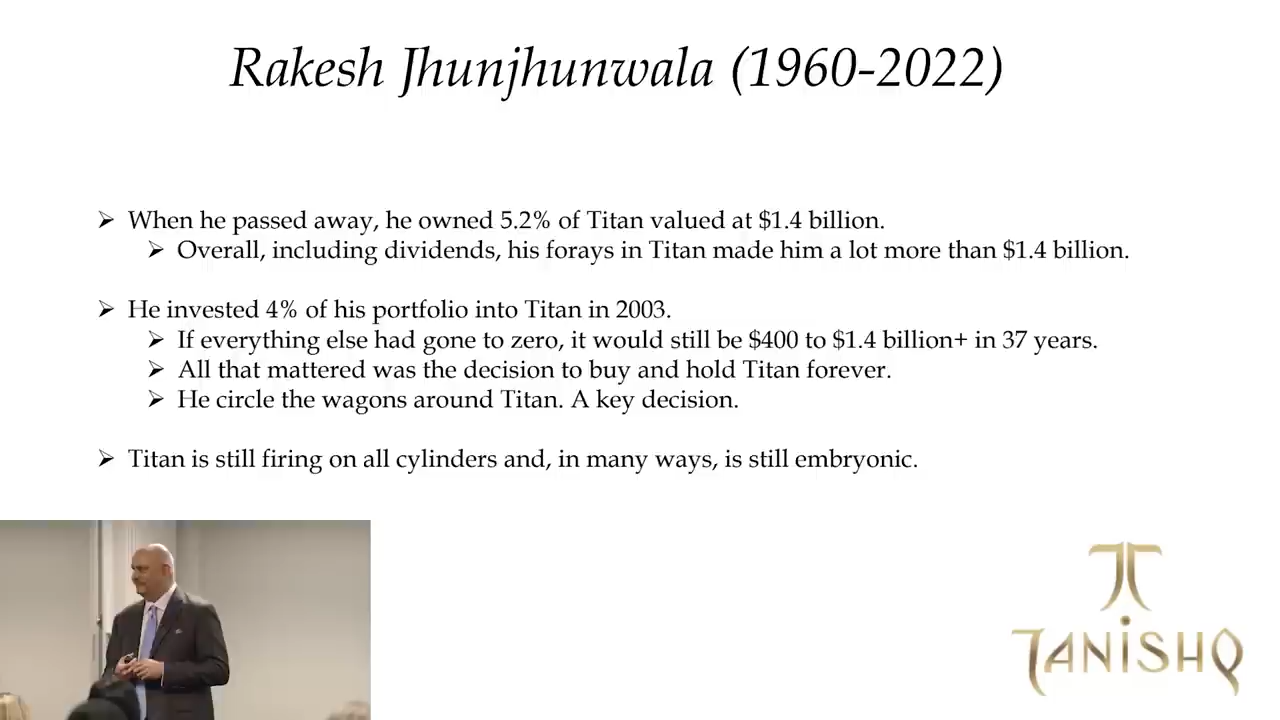 Rakesh Jhunjhunwala (1960-2022)
➢ When he passed away, he owned 5.2% of Titan valued at $1.4 billion.
➢ Overall, including dividends, his forays in Titan made him a lot more than $1.4 billion.
➢ He invested 4% of his portfolio into Titan in 2003.
➢ If everything else had gone to zero, it would still be $400 to $1.4 billion+ in 37 years.
➢ All that mattered was the decision to buy and hold Titan forever.
➢ He circle the wagons around Titan. A key decision.
➢ Titan is still firing on all cylinders and, in many ways, is still embryonic.
TANISHQ